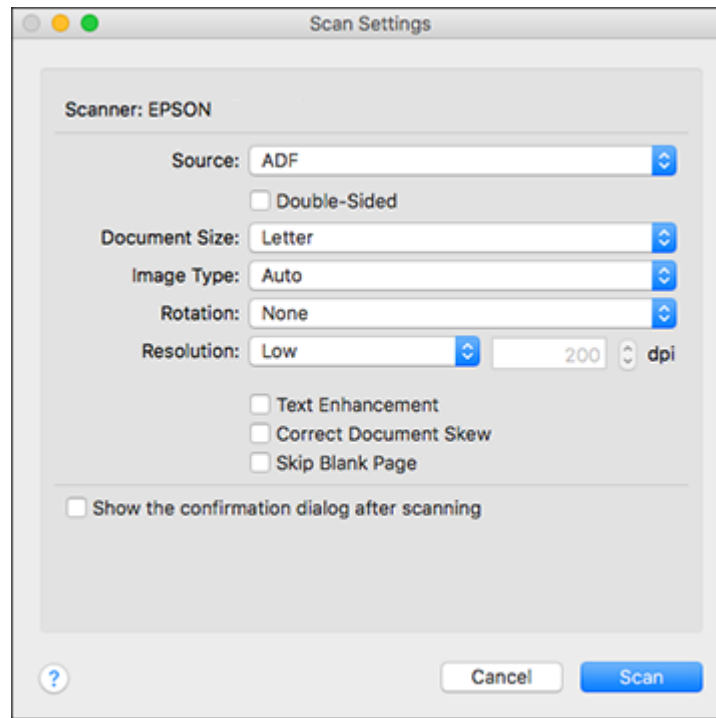 Scan Settings
Scanner: EPSON
Source: ADF
Double-Sided
Document Size: Letter
Image Type: Auto
Rotation: None
Resolution: Low 200 dpi
Text Enhancement
Correct Document Skew
Skip Blank Page
Show the confirmation dialog after scanning
? Cancel Scan